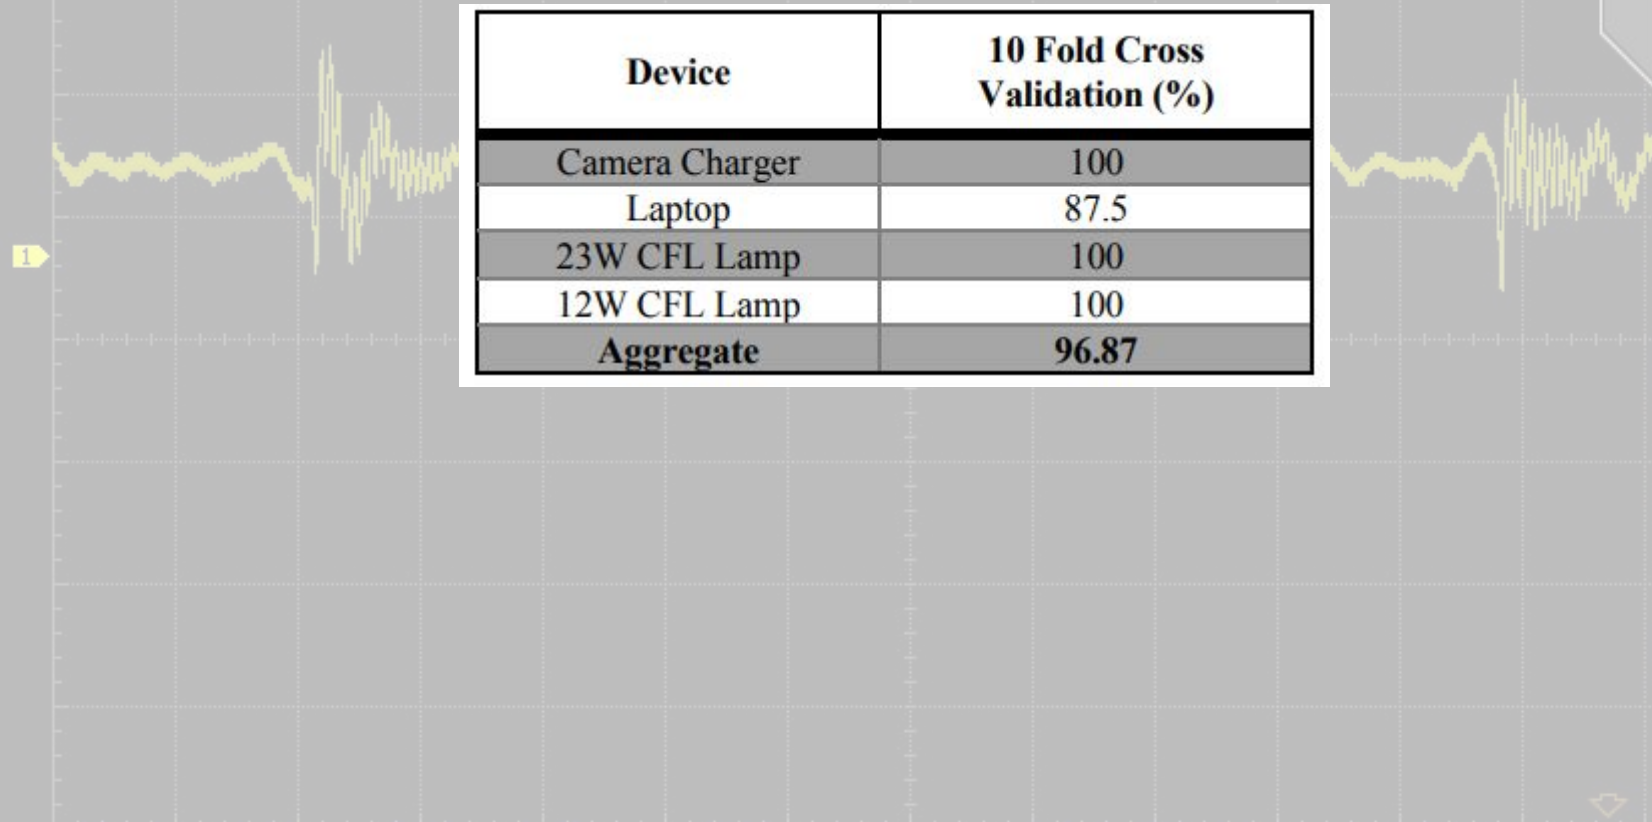 Device
10 Fold Cross
Validation (%)
Camera Charger
100
Laptop
87.5
23W CFL Lamp
100
12W CFL Lamp
100
Aggregate
96.87
1